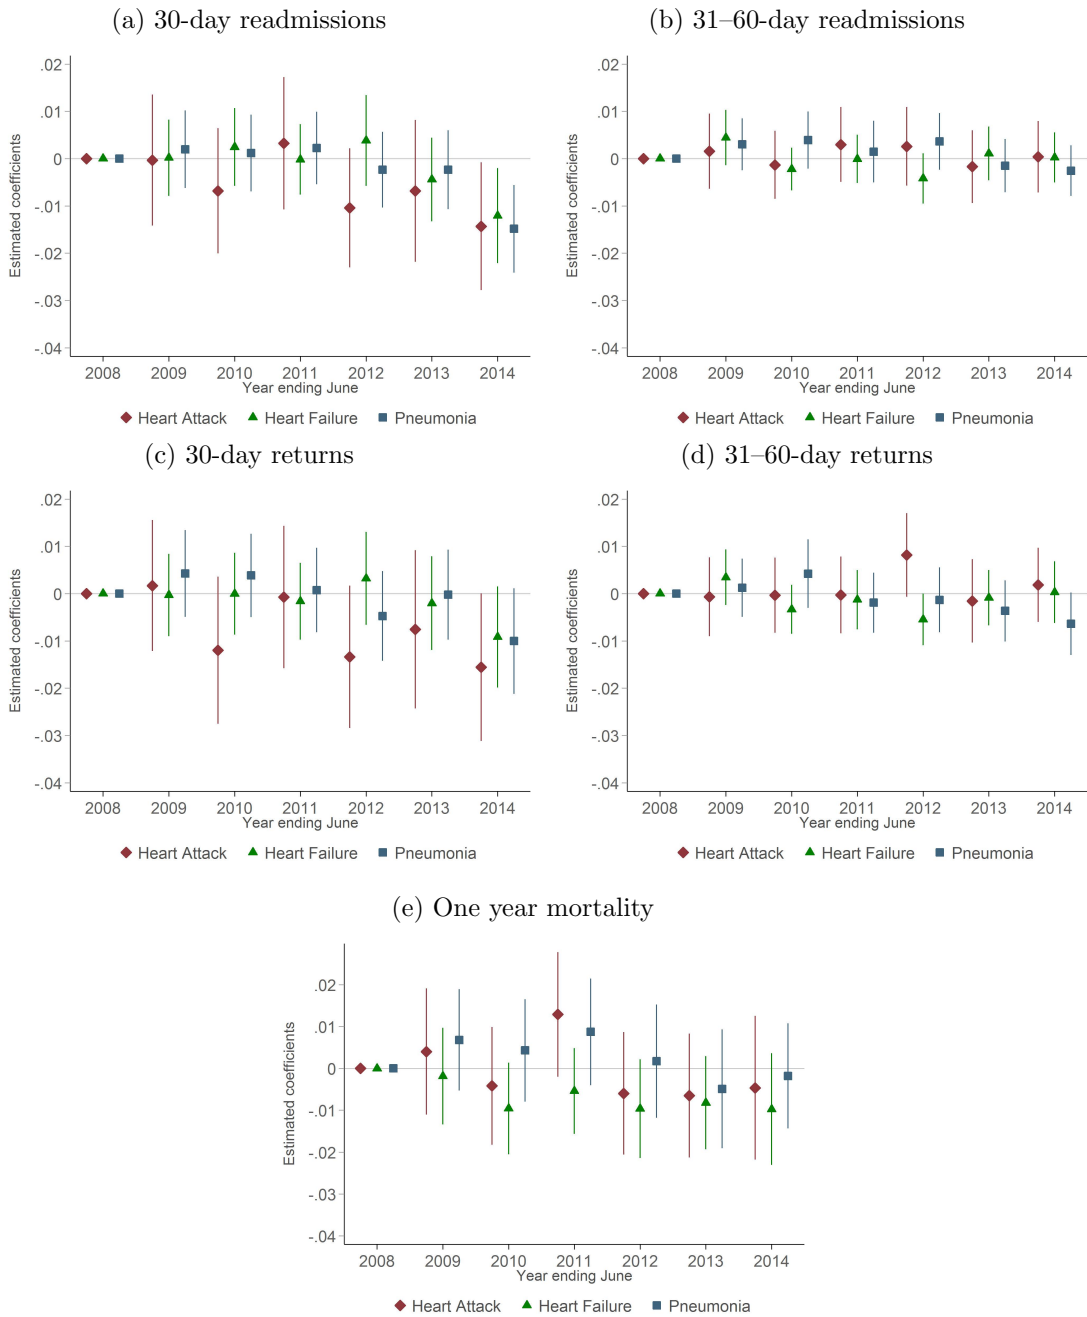 (a) 30-day readmissions
.02
.01
0
-.01
-.02
-.03
-.04
Estimated coefficients
2008 2009 2010 2011 2012 2013 2014
Year ending June
Heart Attack Heart Failure Pneumonia
(b) 31–60-day readmissions
.02
.01
0
-.01
-.02
-.03
-.04
Estimated coefficients
2008 2009 2010 2011 2012 2013 2014
Year ending June
Heart Attack Heart Failure Pneumonia
(c) 30-day returns
.02
.01
0
-.01
-.02
-.03
-.04
Estimated coefficients
2008 2009 2010 2011 2012 2013 2014
Year ending June
Heart Attack Heart Failure Pneumonia
(d) 31–60-day returns
.02
.01
0
-.01
-.02
-.03
-.04
Estimated coefficients
2008 2009 2010 2011 2012 2013 2014
Year ending June
Heart Attack Heart Failure Pneumonia
(e) One year mortality
.02
.01
0
-.01
-.02
-.03
-.04
Estimated coefficients
2008 2009 2010 2011 2012 2013 2014
Year ending June
Heart Attack Heart Failure Pneumonia